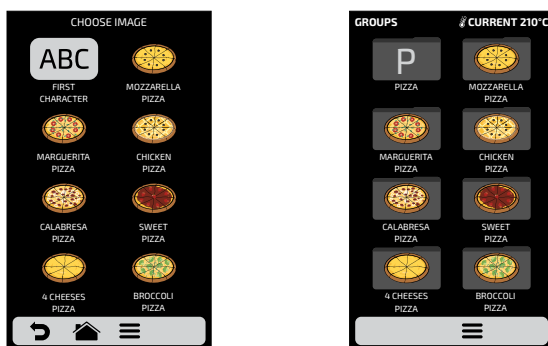 CHOOSE IMAGE
ABC
FIRST
CHARACTER
MOZZARELLA
PIZZA
MARGUERITA
PIZZA
CHICKEN
PIZZA
CALABRESA
PIZZA
SWEET
PIZZA
4 CHEESES
PIZZA
BROCCOLI
PIZZA
GROUPS
CURRENT 210°C
P
PIZZA
MOZZARELLA
PIZZA
MARGUERITA
PIZZA
CHICKEN
PIZZA
CALABRESA
PIZZA
SWEET
PIZZA
4 CHEESES
PIZZA
BROCCOLI
PIZZA